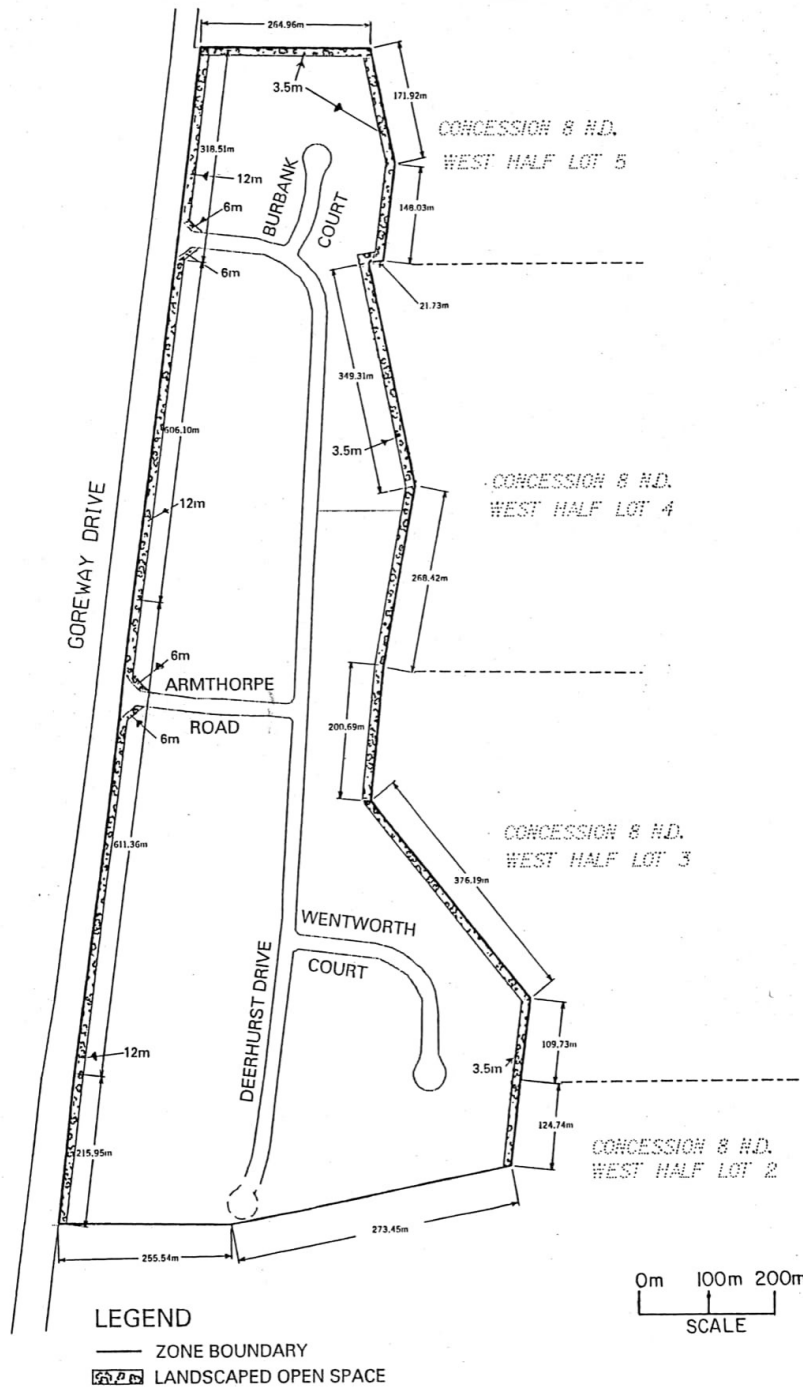 264.96m
171.92m
3.5m
CONCESSION 8 N.D.
WEST HALF LOT 5
318.51m
BURBANK
COURT
12m
148.03m
6m
6m
21.73m
349.31m
606.10m
3.5m
CONCESSION 8 N.D.
WEST HALF LOT 4
12m
GOREWAY DRIVE
268.42m
6m
ARMTHORPE
ROAD
6m
200.69m
CONCESSION 8 N.D.
WEST HALF LOT 3
611.36m
376.19m
WENTWORTH
COURT
DEERHURST DRIVE
109.73m
12m
3.5m
124.74m
215.95m
CONCESSION 8 N.D.
WEST HALF LOT 2
273.45m
255.54m
0m 100m 200m
SCALE
LEGEND
ZONE BOUNDARY
LANDSCAPED OPEN SPACE